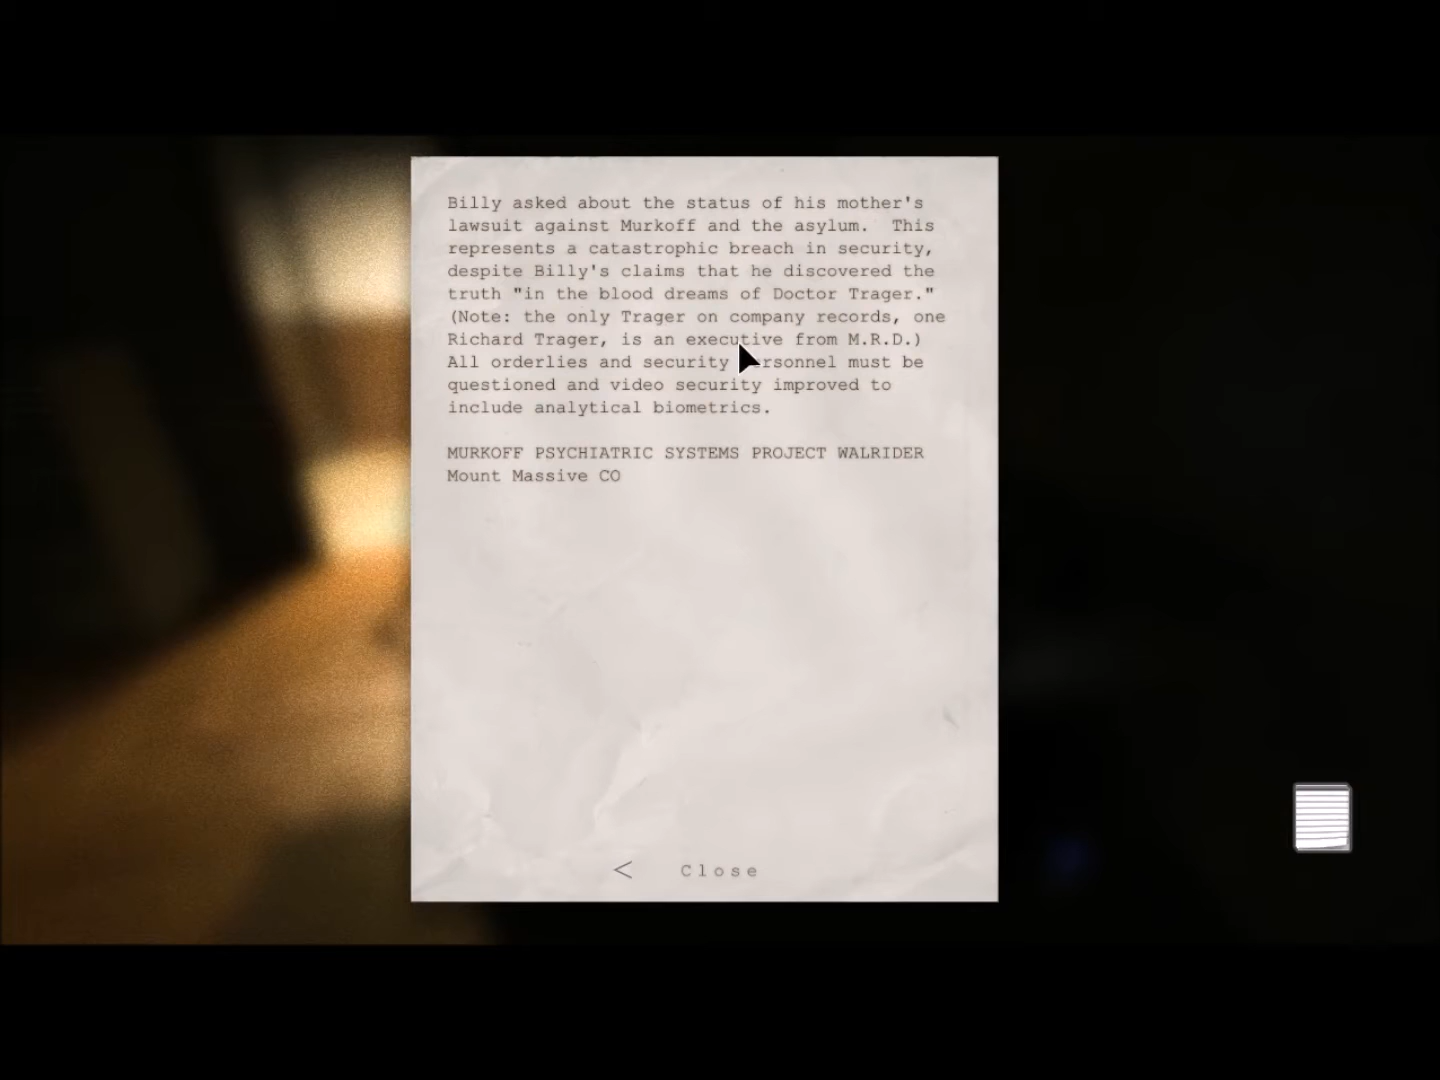 Billy asked about the status of his mother's
lawsuit against Murkoff and the asylum.  This
represents a catastrophic breach in security,
despite Billy's claims that he discovered the
truth "in the blood dreams of Doctor Trager."
(Note: the only Trager on company records, one
Richard Trager, is an executive from M.R.D.)
All orderlies and security personnel must be
questioned and video security improved to
include analytical biometrics.

MURKOFF PSYCHIATRIC SYSTEMS PROJECT WALRIDER
Mount Massive CO

< Close